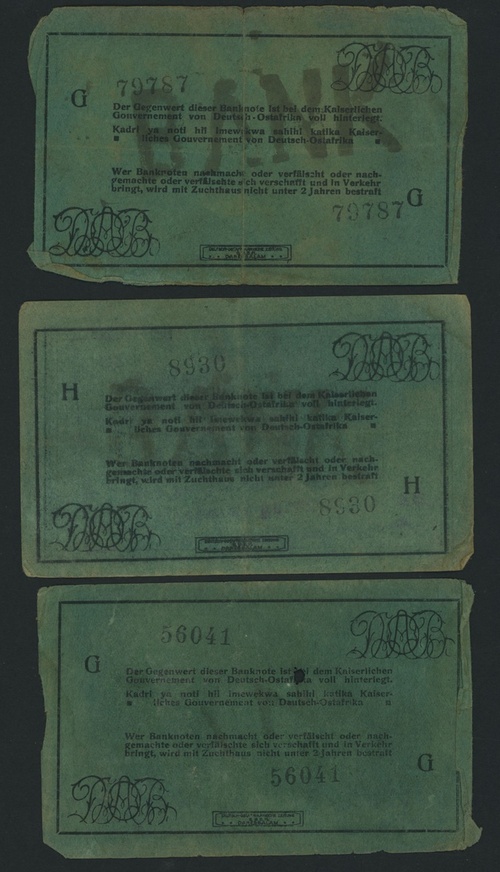 79787
G
Der Gegenwert dieser Banknote ist bei dem Kaiserlichen
Gouvernement von Deutsch-Ostafrika voll hinterlegt.
Kadri ya noti hii imewekwa sahihi katika Kaiser-
liches Gouvernement von Deutsch-Ostafrika
Wer Banknoten nachmacht oder verfälscht oder nach-
gemachte oder verfälschte sich verschafft und in Verkehr
bringt, wird mit Zuchthaus nicht unter 2 Jahren bestraft
G
79787
DARESSALAM
8930
H
Der Gegenwert dieser Banknote ist bei dem Kaiserlichen
Gouvernement von Deutsch-Ostafrika voll hinterlegt.
Kadri ya noti hii imewekwa sahihi katika Kaiser-
liches Gouvernement von Deutsch-Ostafrika
Wer Banknoten nachmacht oder verfälscht oder nach-
gemachte oder verfälschte sich verschafft und in Verkehr
bringt, wird mit Zuchthaus nicht unter 2 Jahren bestraft
H
8930
56041
G
Der Gegenwert dieser Banknote ist bei dem Kaiserlichen
Gouvernement von Deutsch-Ostafrika voll hinterlegt.
Kadri ya noti hii imewekwa sahihi katika Kaiser-
liches Gouvernement von Deutsch-Ostafrika
Wer Banknoten nachmacht oder verfälscht oder nach-
gemachte oder verfälschte sich verschafft und in Verkehr
bringt, wird mit Zuchthaus nicht unter 2 Jahren bestraft
G
56041
DARESSALAM